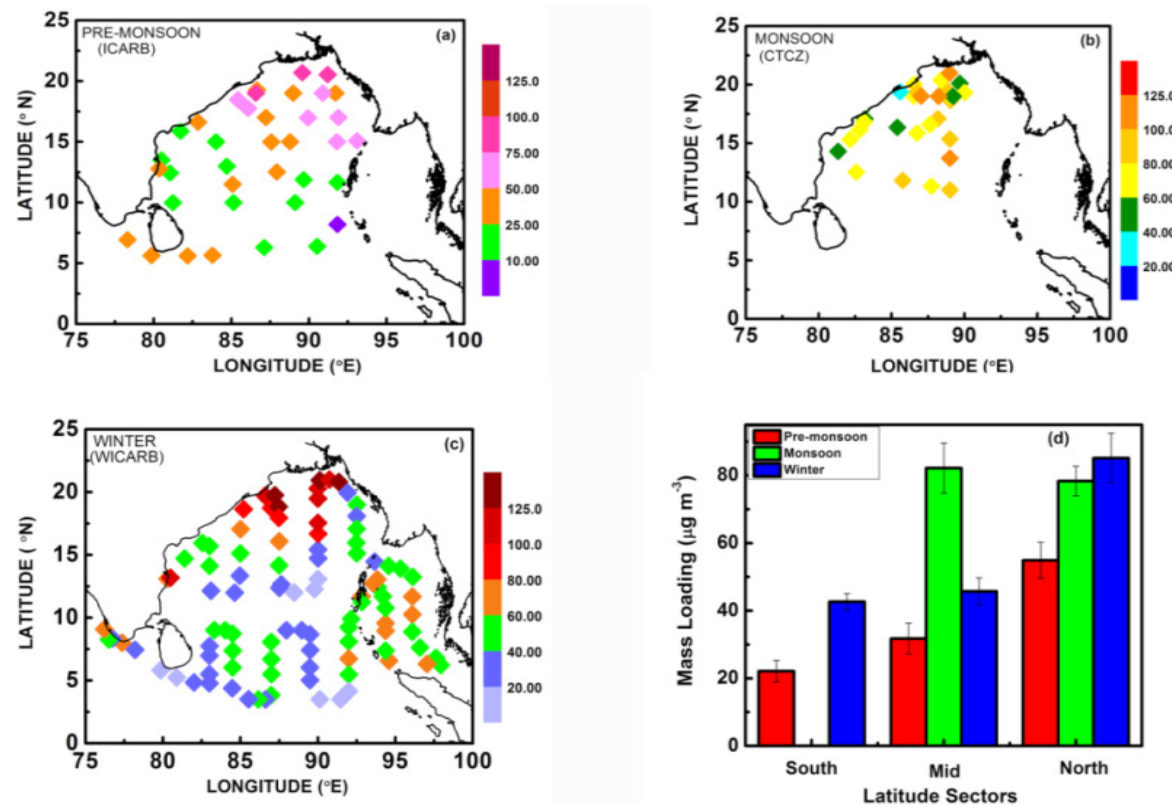 PRE-MONSOON
(ICARB)
(a)
LATITUDE (° N)
25
20
15
10
5
0
75
80
85
90
95
100
LONGITUDE (°E)
125.0
100.0
75.00
50.00
25.00
10.00
MONSOON
(CTCZ)
(b)
LATITUDE (° N)
25
20
15
10
5
0
75
80
85
90
95
100
LONGITUDE (°E)
125.0
100.0
80.00
60.00
40.00
20.00
WINTER
(WICARB)
(c)
LATITUDE (° N)
25
20
15
10
5
0
75
80
85
90
95
100
LONGITUDE (°E)
125.0
100.0
80.00
60.00
40.00
20.00
Pre-monsoon
Monsoon
Winter
(d)
Mass Loading (µg m-3)
80
60
40
20
0
South
Mid
North
Latitude Sectors